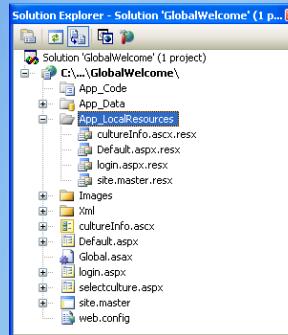 Solution Explorer - Solution 'GlobalWelcome' (1 p...
Solution 'GlobalWelcome' (1 project)
C:\...\GlobalWelcome\
App_Code
App_Data
App_LocalResources
cultureInfo.ascx.resx
Default.aspx.resx
login.aspx.resx
site.master.resx
Images
Xml
cultureInfo.ascx
Default.aspx
Global.asax
login.aspx
selectculture.aspx
site.master
web.config